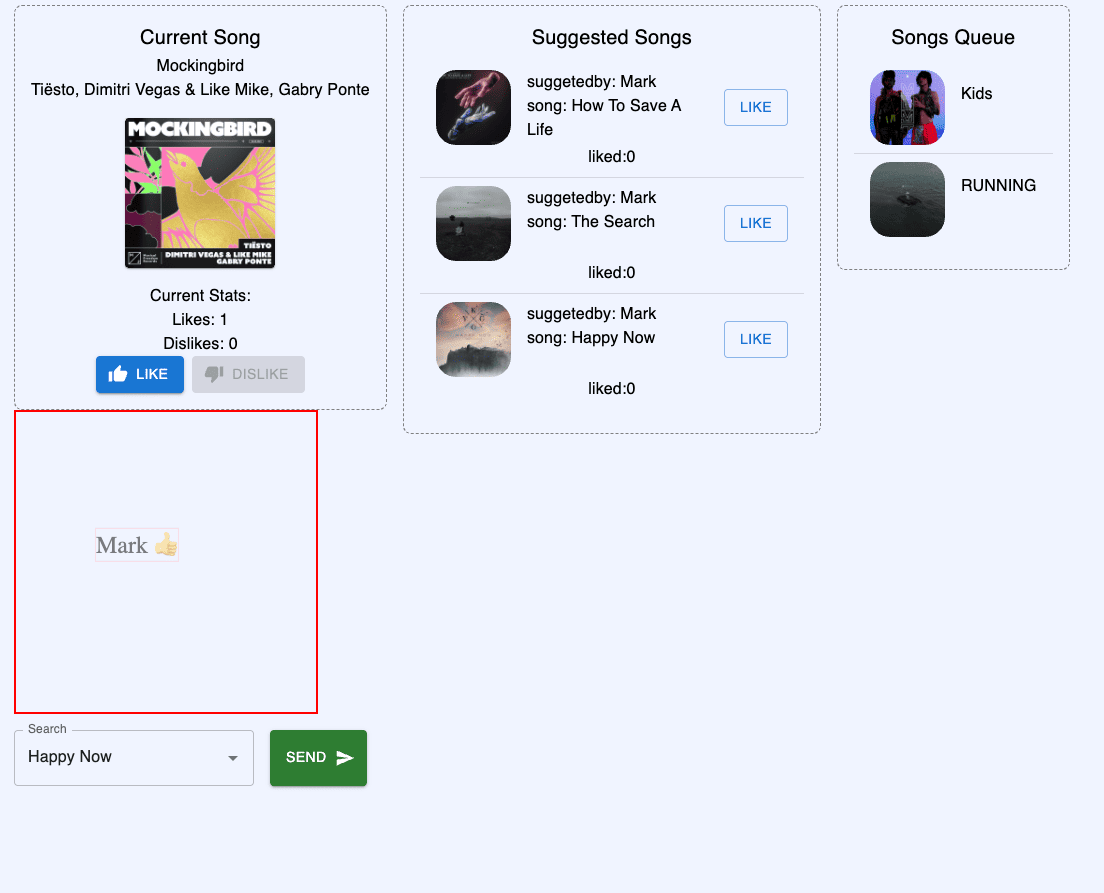 Current Song
Mockingbird
Tiësto, Dimitri Vegas & Like Mike, Gabry Ponte
MOCKINGBIRD
TIËSTO
DIMITRI VEGAS & LIKE MIKE
GABRY PONTE
Current Stats:
Likes: 1
Dislikes: 0
LIKE
DISLIKE
Mark 👍
Search
Happy Now
SEND
Suggested Songs
suggetedby: Mark
song: How To Save A
Life
LIKE
liked:0
suggetedby: Mark
song: The Search
LIKE
liked:0
suggetedby: Mark
song: Happy Now
LIKE
liked:0
Songs Queue
Kids
RUNNING